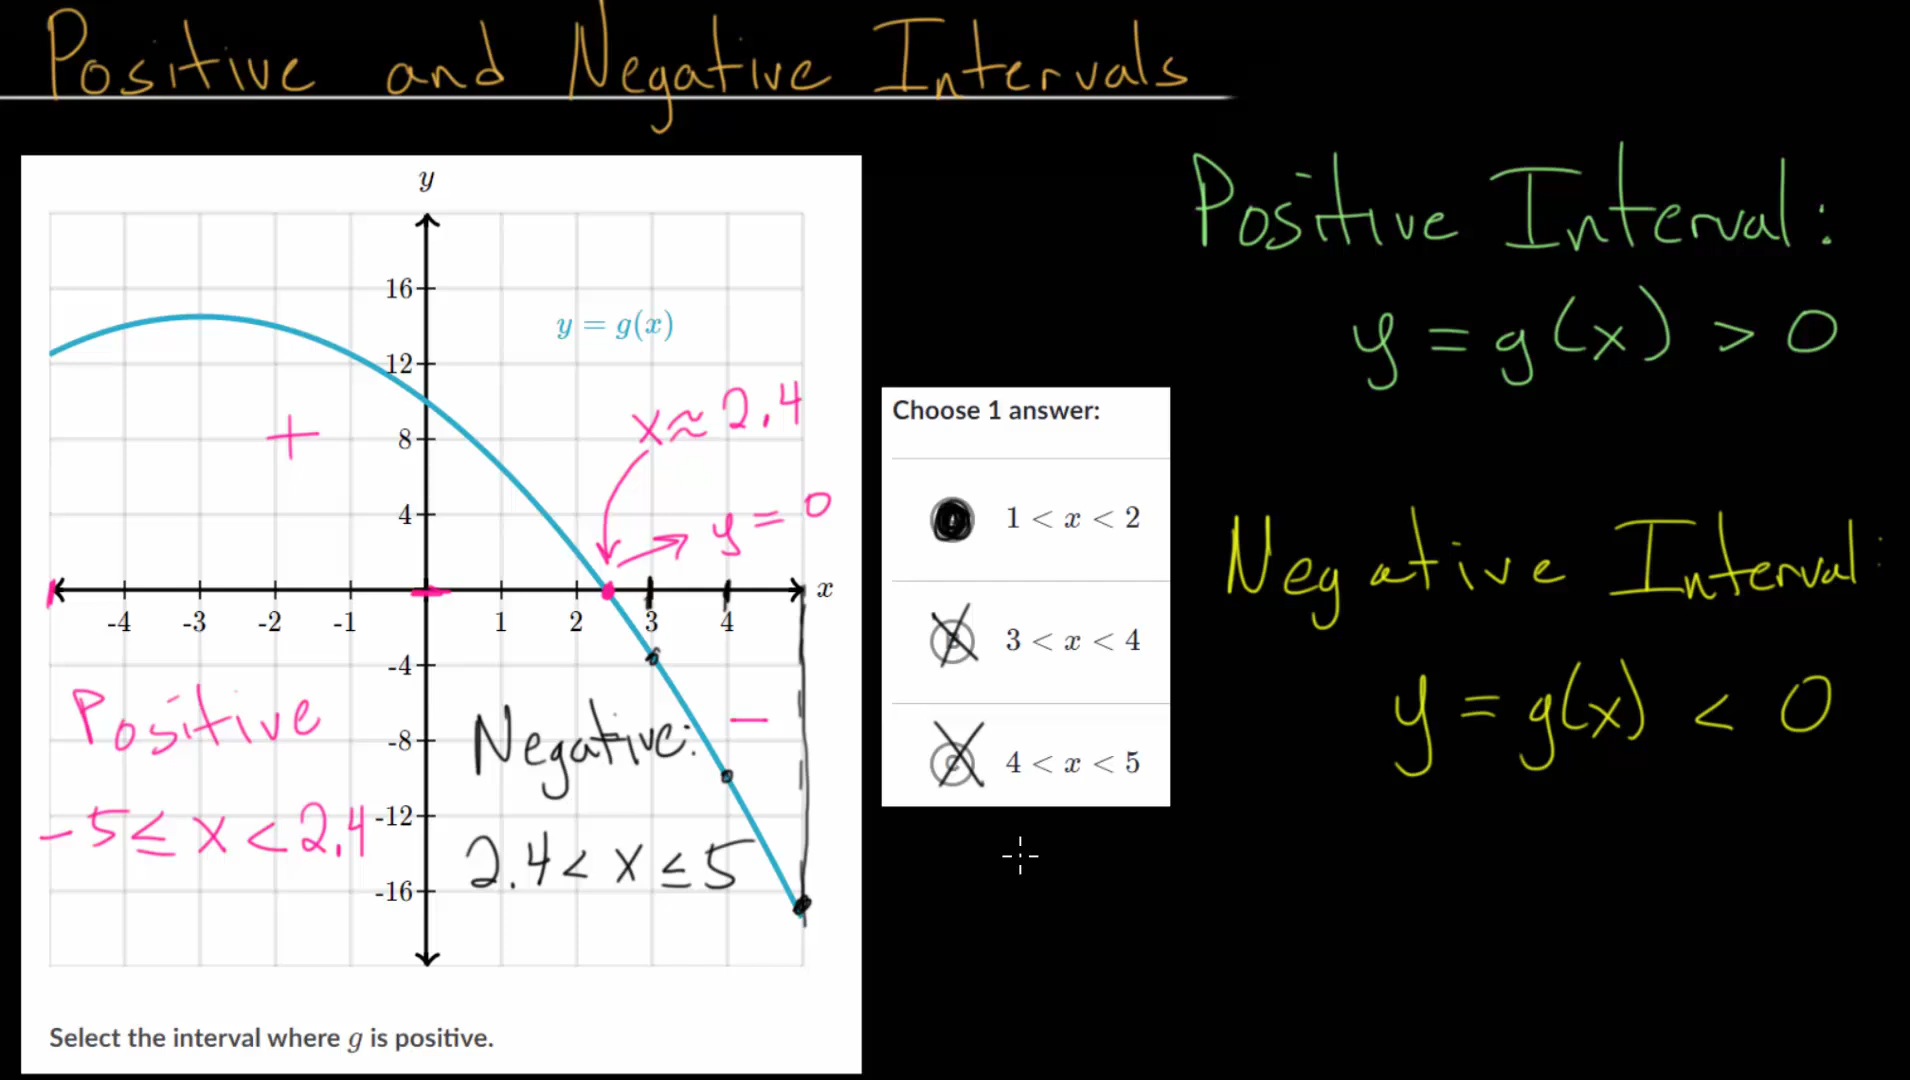 Positive and Negative Intervals
y
16
12
8
4
-4
-8
-12
-16
-4 -3 -2 -1 1 2 3 4
x
y = g(x)
x ≈ 2.4
y = 0
+
−
Positive
-5 ≤ x < 2.4
Negative:
2.4 < x ≤ 5
Select the interval where g is positive.
Choose 1 answer:
1 < x < 2
3 < x < 4
C 4 < x < 5
Positive Interval:
y = g(x) > 0
Negative Interval:
y = g(x) < 0